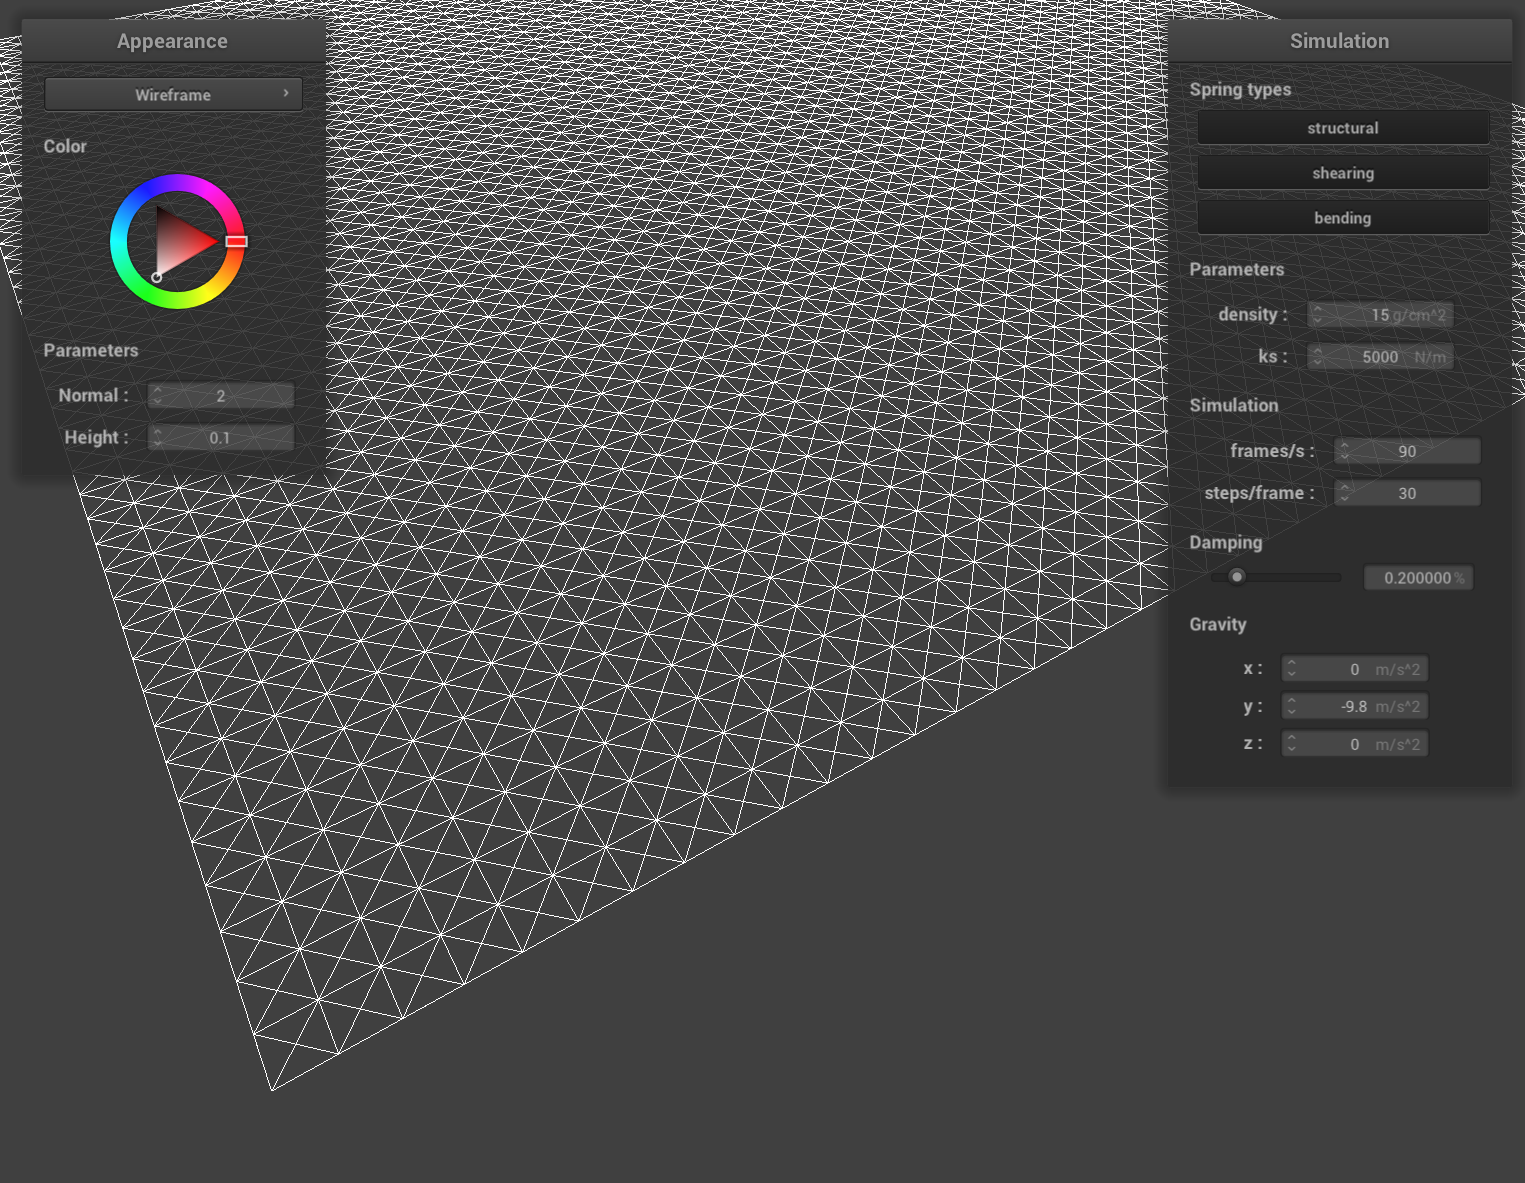 Appearance
Wireframe ›
Color
Parameters
Normal : 2
Height : 0.1
Simulation
Spring types
structural
shearing
bending
Parameters
density : 15 g/cm^2
ks : 5000 N/m
Simulation
frames/s : 90
steps/frame : 30
Damping
0.200000 %
Gravity
x : 0 m/s^2
y : -9.8 m/s^2
z : 0 m/s^2